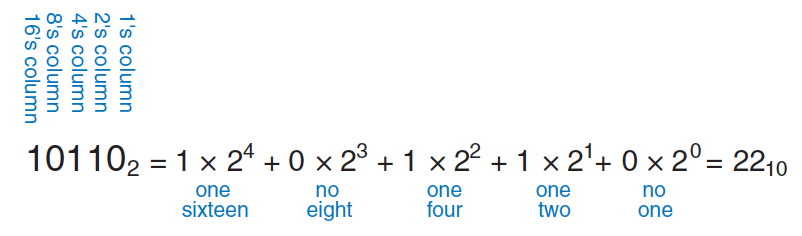 1's column
2's column
4's column
8's column
16's column
10110₂ = 1 × 2⁴ + 0 × 2³ + 1 × 2² + 1 × 2¹ + 0 × 2⁰ = 22₁₀
one no one one no
sixteen eight four two one